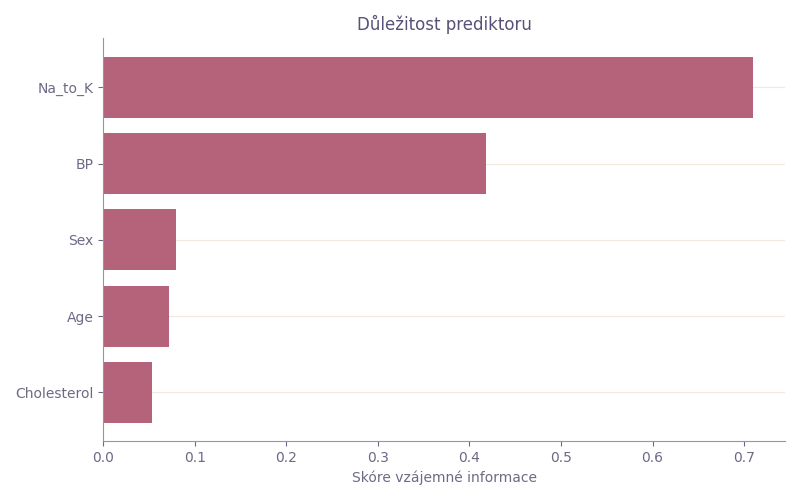 Důležitost prediktoru
Na_to_K
BP
Sex
Age
Cholesterol
0.0 0.1 0.2 0.3 0.4 0.5 0.6 0.7
Skóre vzájemné informace